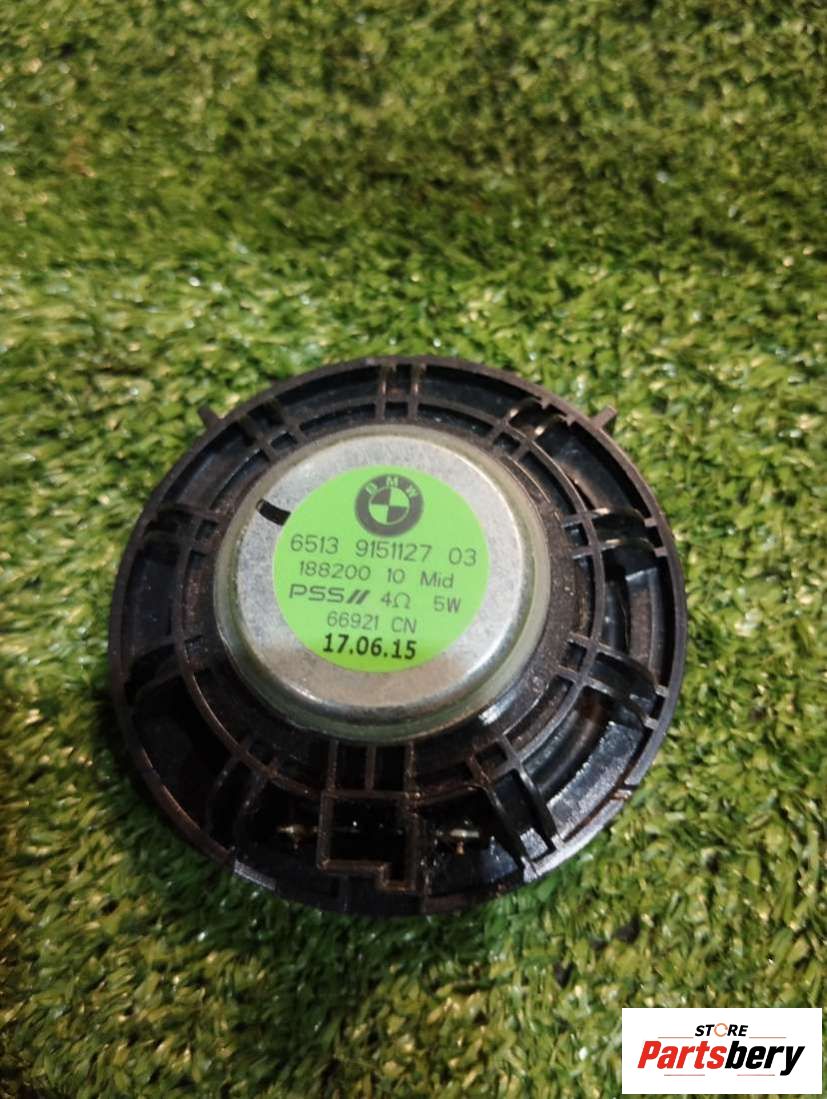 BMW
6513 9151127 03
188200 10 Mid
PSS// 4Ω 5W
66921 CN
17.06.15
STORE
Partsbery